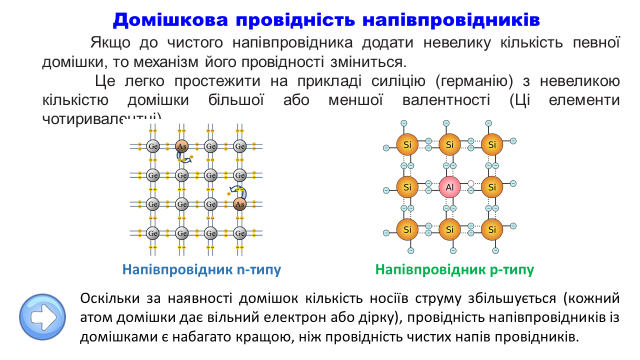 Домішкова провідність напівпровідників
Якщо до чистого напівпровідника додати невелику кількість певної
домішки, то механізм його провідності зміниться.
Це легко простежити на прикладі силіцію (германію) з невеликою
кількістю домішки більшої або меншої валентності (Ці елементи
чотиривалентні)
Ge As Ge Ge
Si Si Si
Ge Ge Ge Ge
Si Al Si
Ge Ge Ge As
Ge Ge Ge Ge
Si Si Si
Напівпровідник n-типу
Напівпровідник p-типу
Оскільки за наявності домішок кількість носіїв струму збільшується (кожний
атом домішки дає вільний електрон або дірку), провідність напівпровідників із
домішками є набагато кращою, ніж провідність чистих напів провідників.